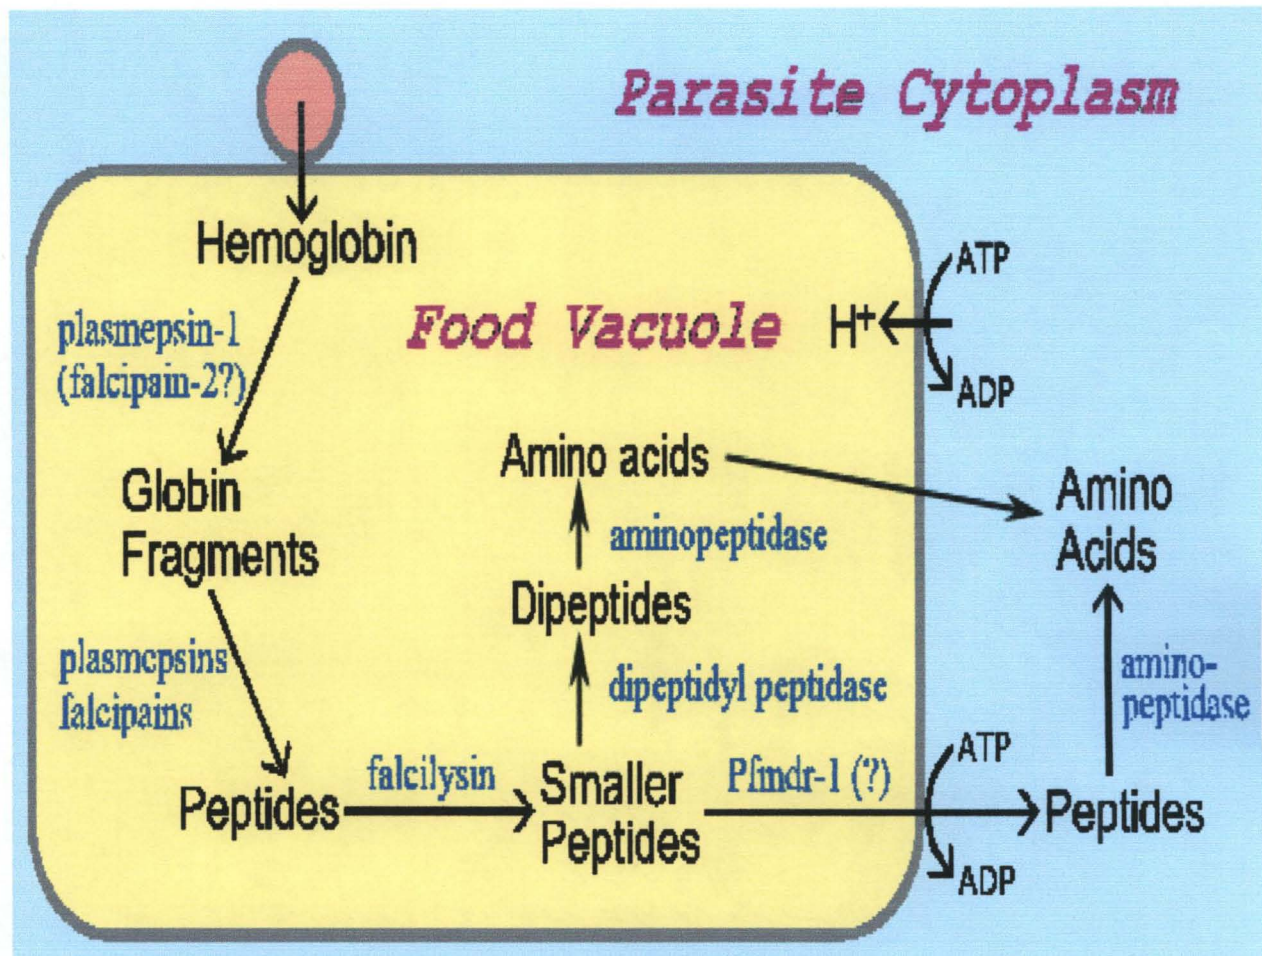 Parasite Cytoplasm
Hemoglobin
ATP
plasmepsin-1
(falcipain-2?)
Food Vacuole
H+
ADP
Amino acids
Globin
Fragments
Amino
Acids
aminopeptidase
Dipeptides
plasmepsins
falcipains
dipeptidyl peptidase
amino-
peptidase
ATP
falcilysin
Smaller
Peptides
Pfmdr-1 (?)
Peptides
Peptides
ADP